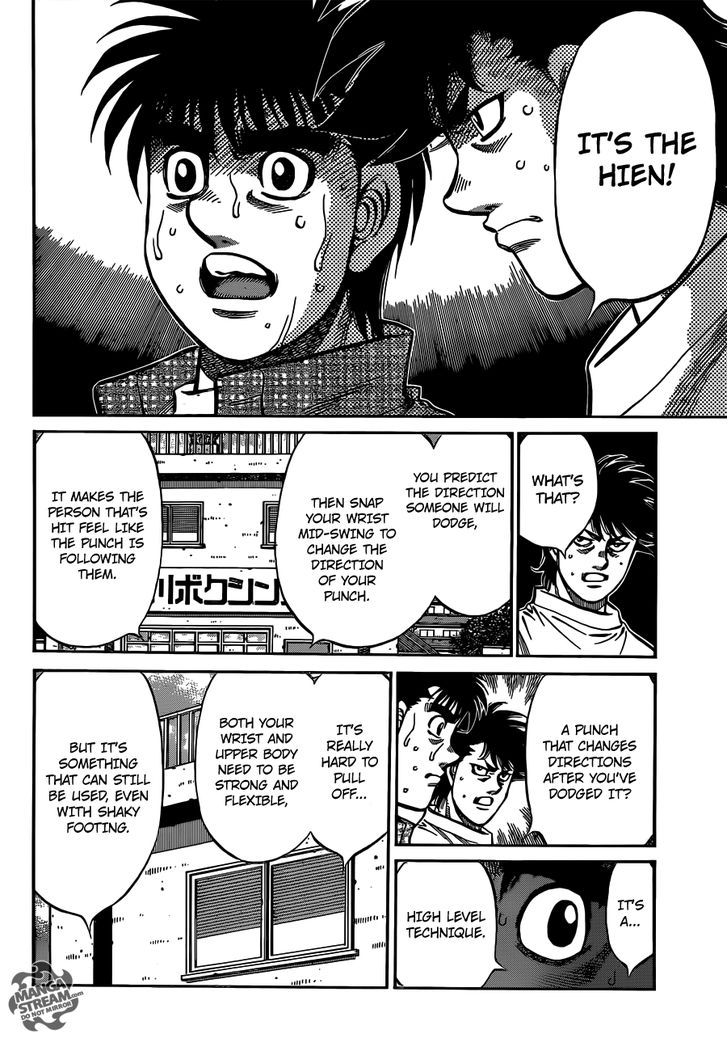 IT'S THE
HIEN!
WHAT'S
THAT?
YOU PREDICT
THE DIRECTION
SOMEONE WILL
DODGE,
THEN SNAP
YOUR WRIST
MID-SWING TO
CHANGE THE
DIRECTION
OF YOUR
PUNCH.
IT MAKES THE
PERSON THAT'S
HIT FEEL LIKE
THE PUNCH IS
FOLLOWING
THEM.
リボクシング
A PUNCH
THAT CHANGES
DIRECTIONS
AFTER YOU'VE
DODGED IT?
IT'S
REALLY
HARD TO
PULL
OFF...
BOTH YOUR
WRIST AND
UPPER BODY
NEED TO BE
STRONG AND
FLEXIBLE,
BUT IT'S
SOMETHING
THAT CAN STILL
BE USED, EVEN
WITH SHAKY
FOOTING.
IT'S
A...
HIGH LEVEL
TECHNIQUE.
MANGA
STREAM.com
DO NOT MIRROR